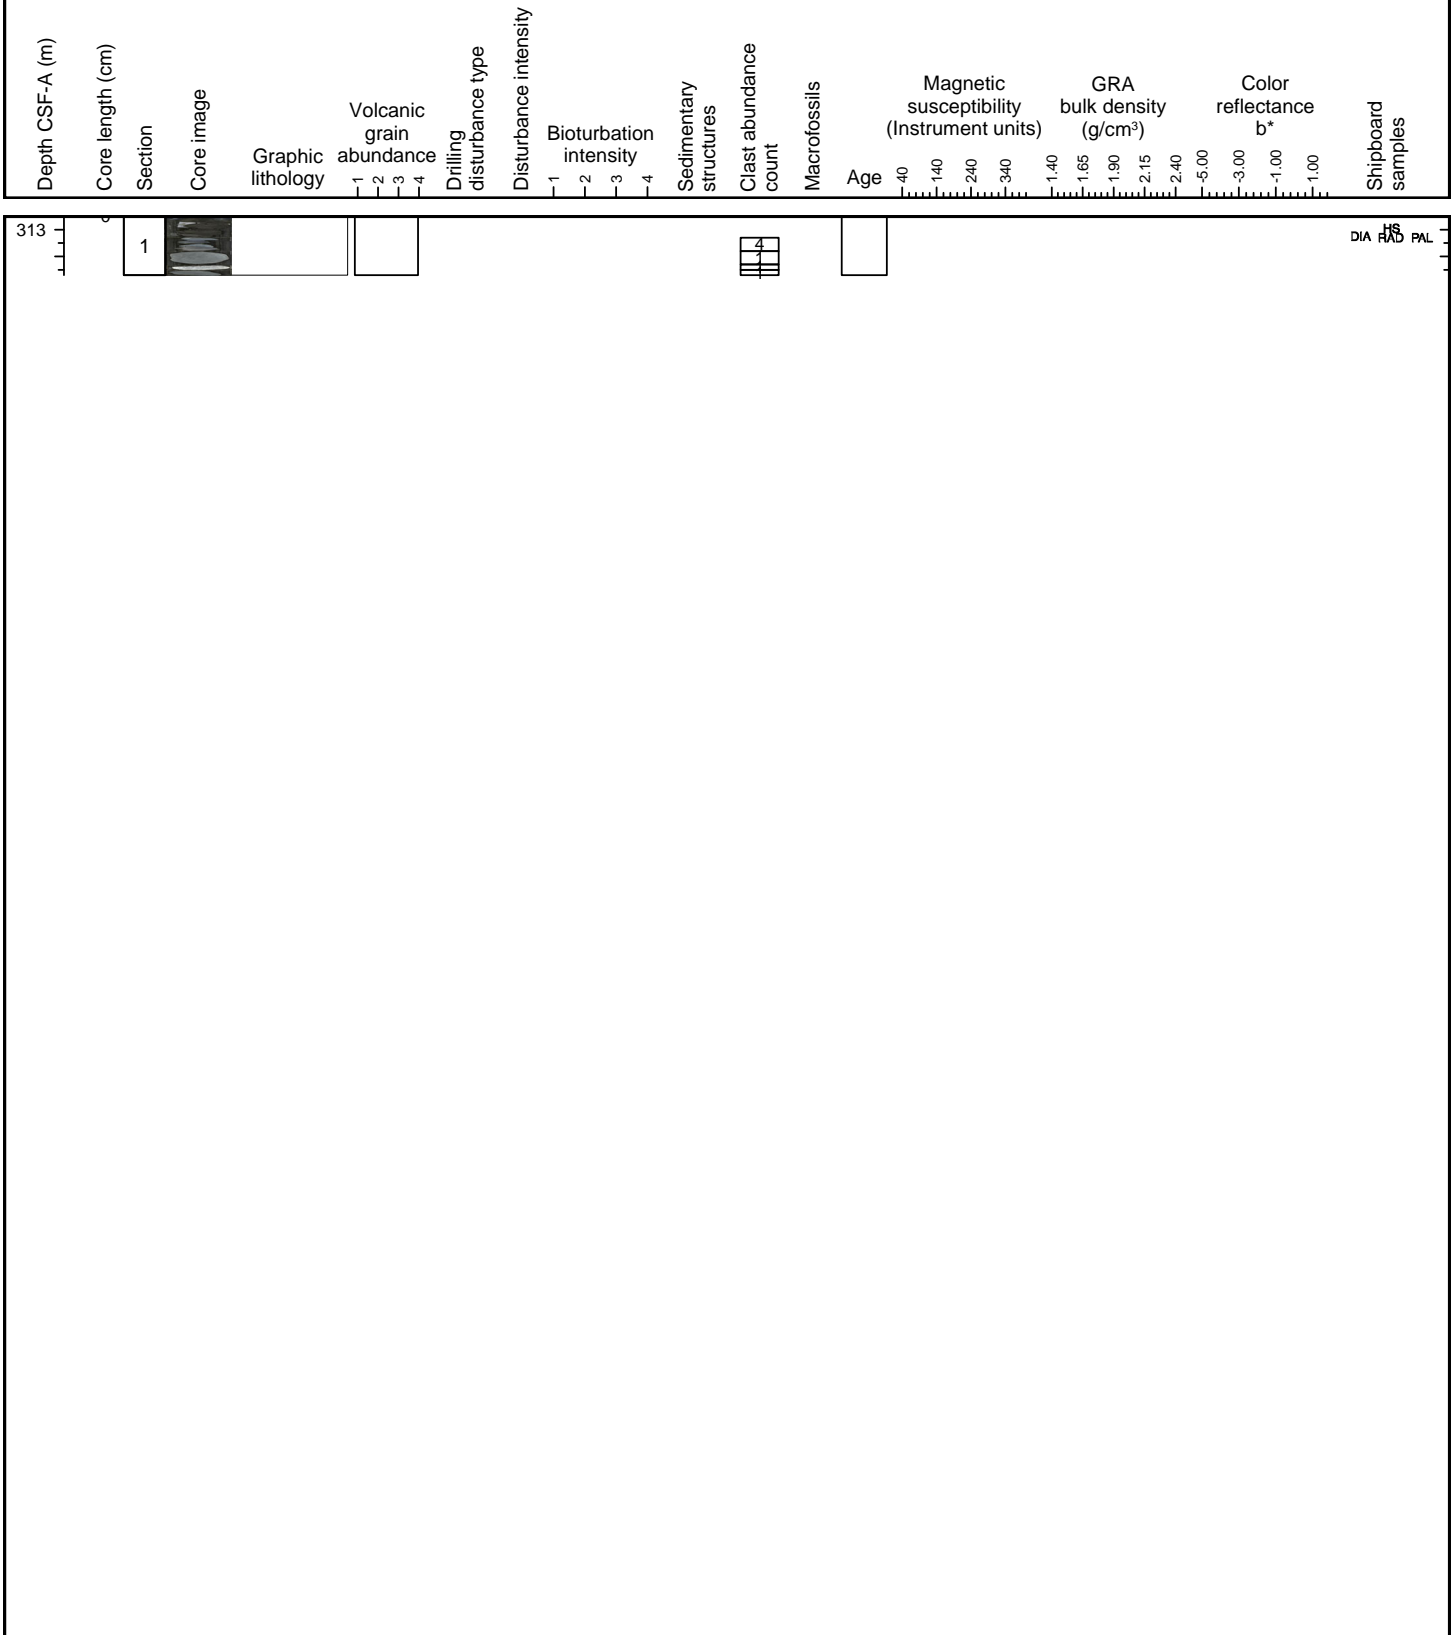 Depth CSF-A (m)
Core length (cm)
Section
Core image
Graphic
lithology
Volcanic
grain
abundance
1 2 3 4
Drilling
disturbance type
Disturbance intensity
Bioturbation
intensity
1 2 3 4
Sedimentary
structures
Clast abundance
count
Macrofossils
Age
Magnetic
susceptibility
(Instrument units)
40 140 240 340
GRA
bulk density
(g/cm³)
1.40 1.65 1.90 2.15 2.40
Color
reflectance
b*
-5.00 -3.00 -1.00 1.00
Shipboard
samples
313
1
4
HS
DIA RAD PAL